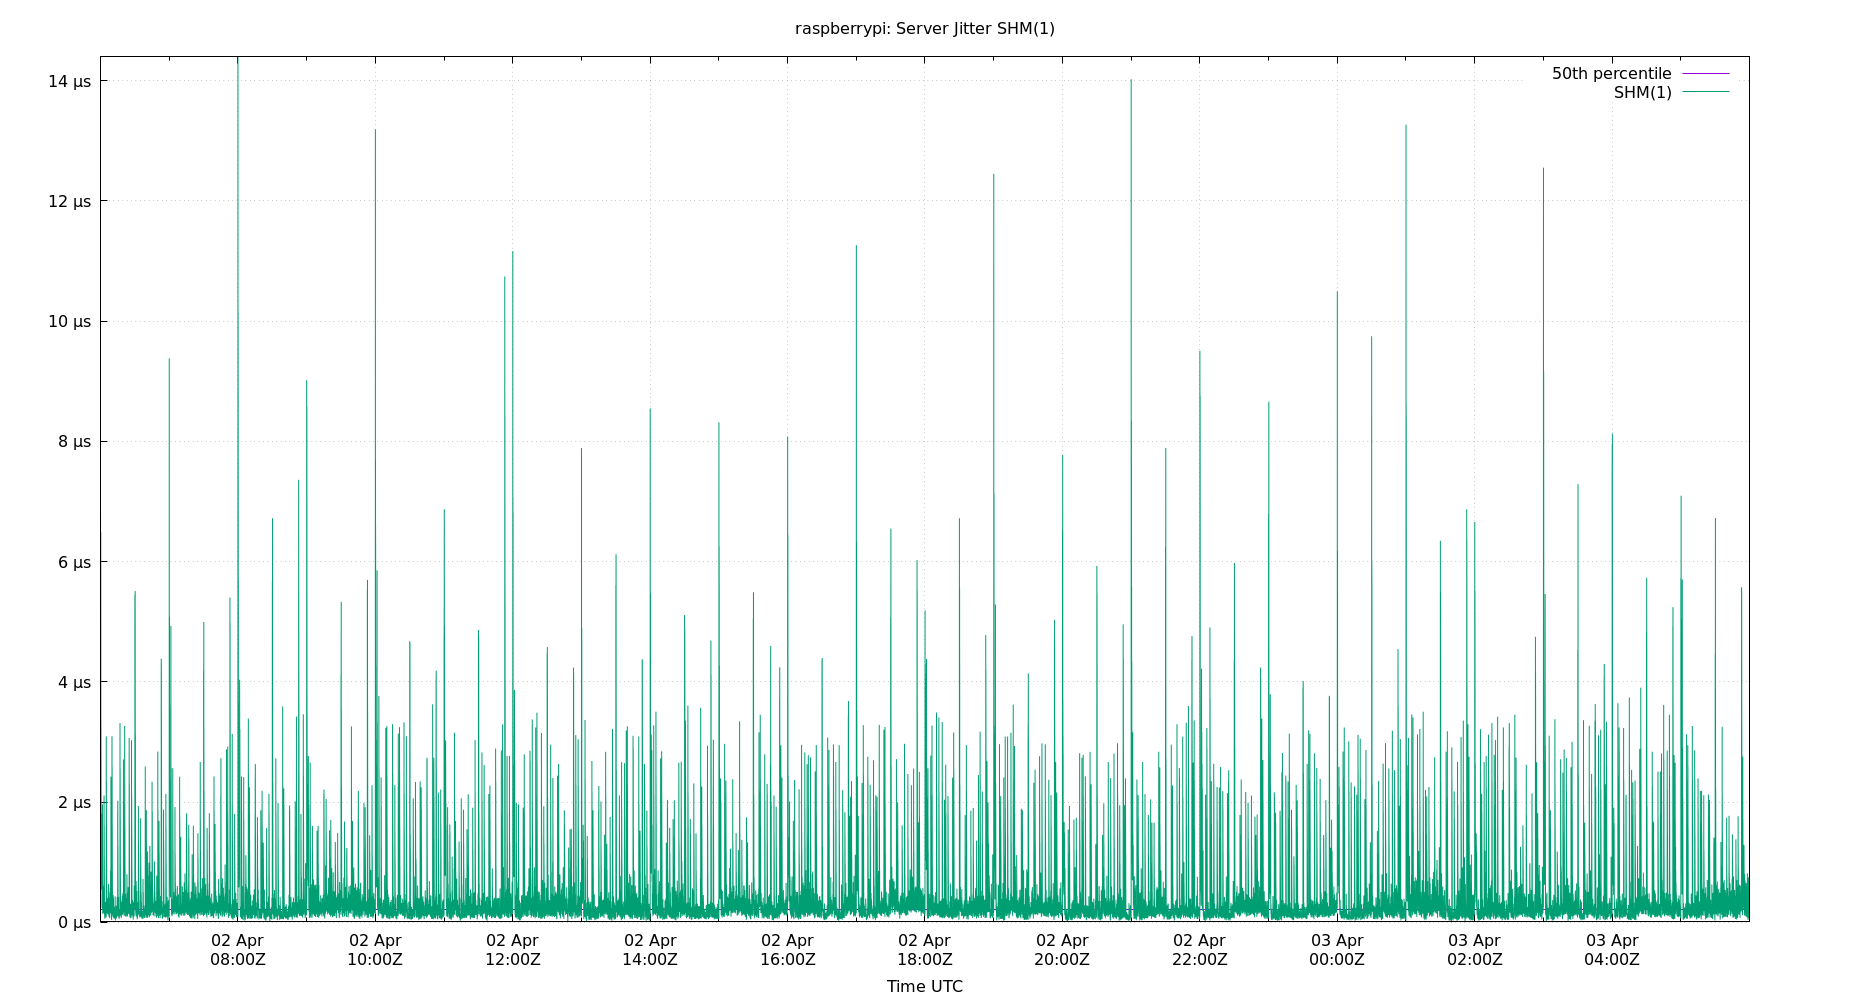 raspberrypi: Server Jitter SHM(1)
50th percentile
SHM(1)
14 µs
12 µs
10 µs
8 µs
6 µs
4 µs
2 µs
0 µs
02 Apr 02 Apr 02 Apr 02 Apr 02 Apr 02 Apr 02 Apr 02 Apr 03 Apr 03 Apr 03 Apr
08:00Z 10:00Z 12:00Z 14:00Z 16:00Z 18:00Z 20:00Z 22:00Z 00:00Z 02:00Z 04:00Z
Time UTC